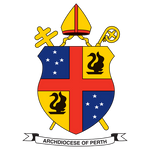 ARCHDIOCESE OF PERTH